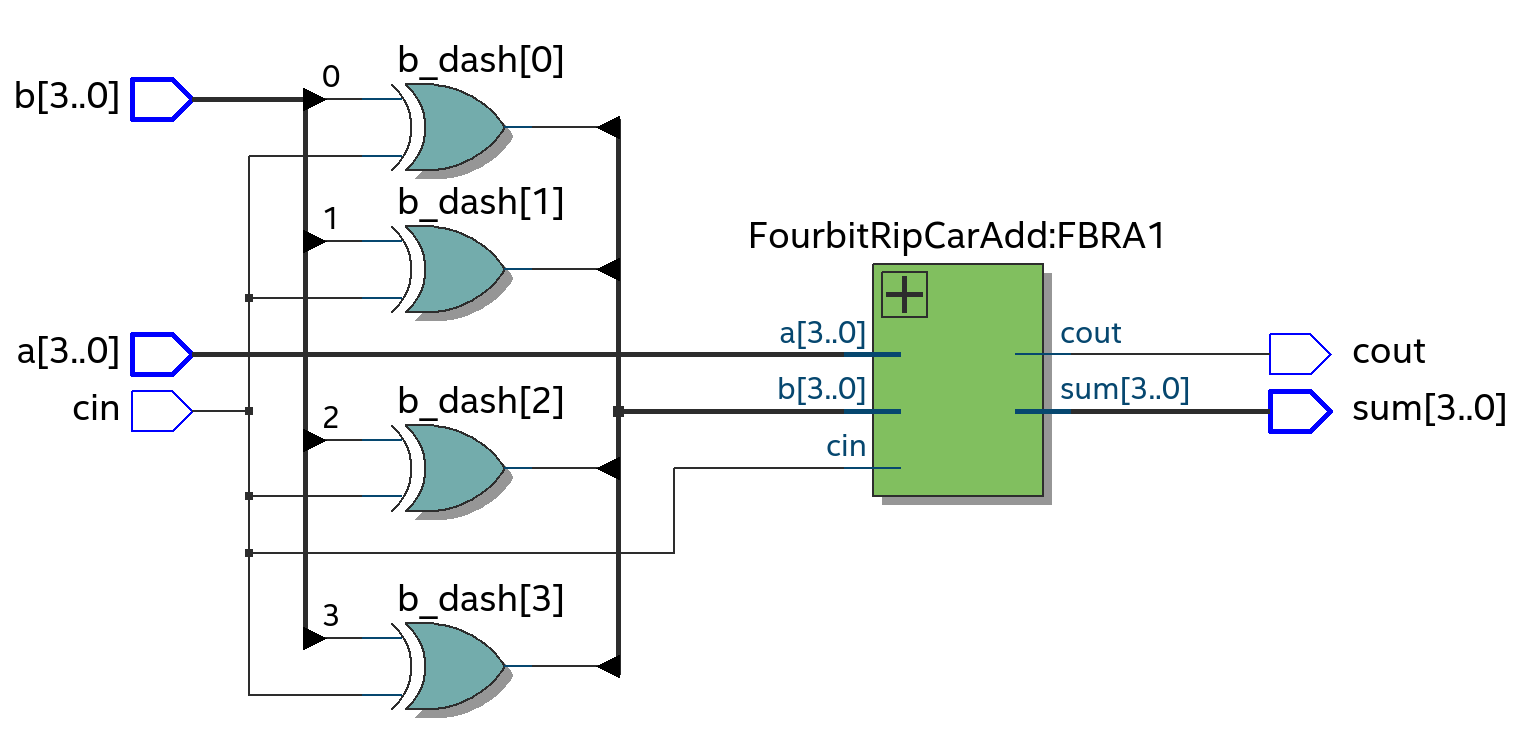 b_dash[0]
0
b[3..0]
b_dash[1]
1
FourbitRipCarAdd:FBRA1
a[3..0]
a[3..0]
cout
cout
b_dash[2]
2
cin
b[3..0]
sum[3..0]
sum[3..0]
cin
b_dash[3]
3